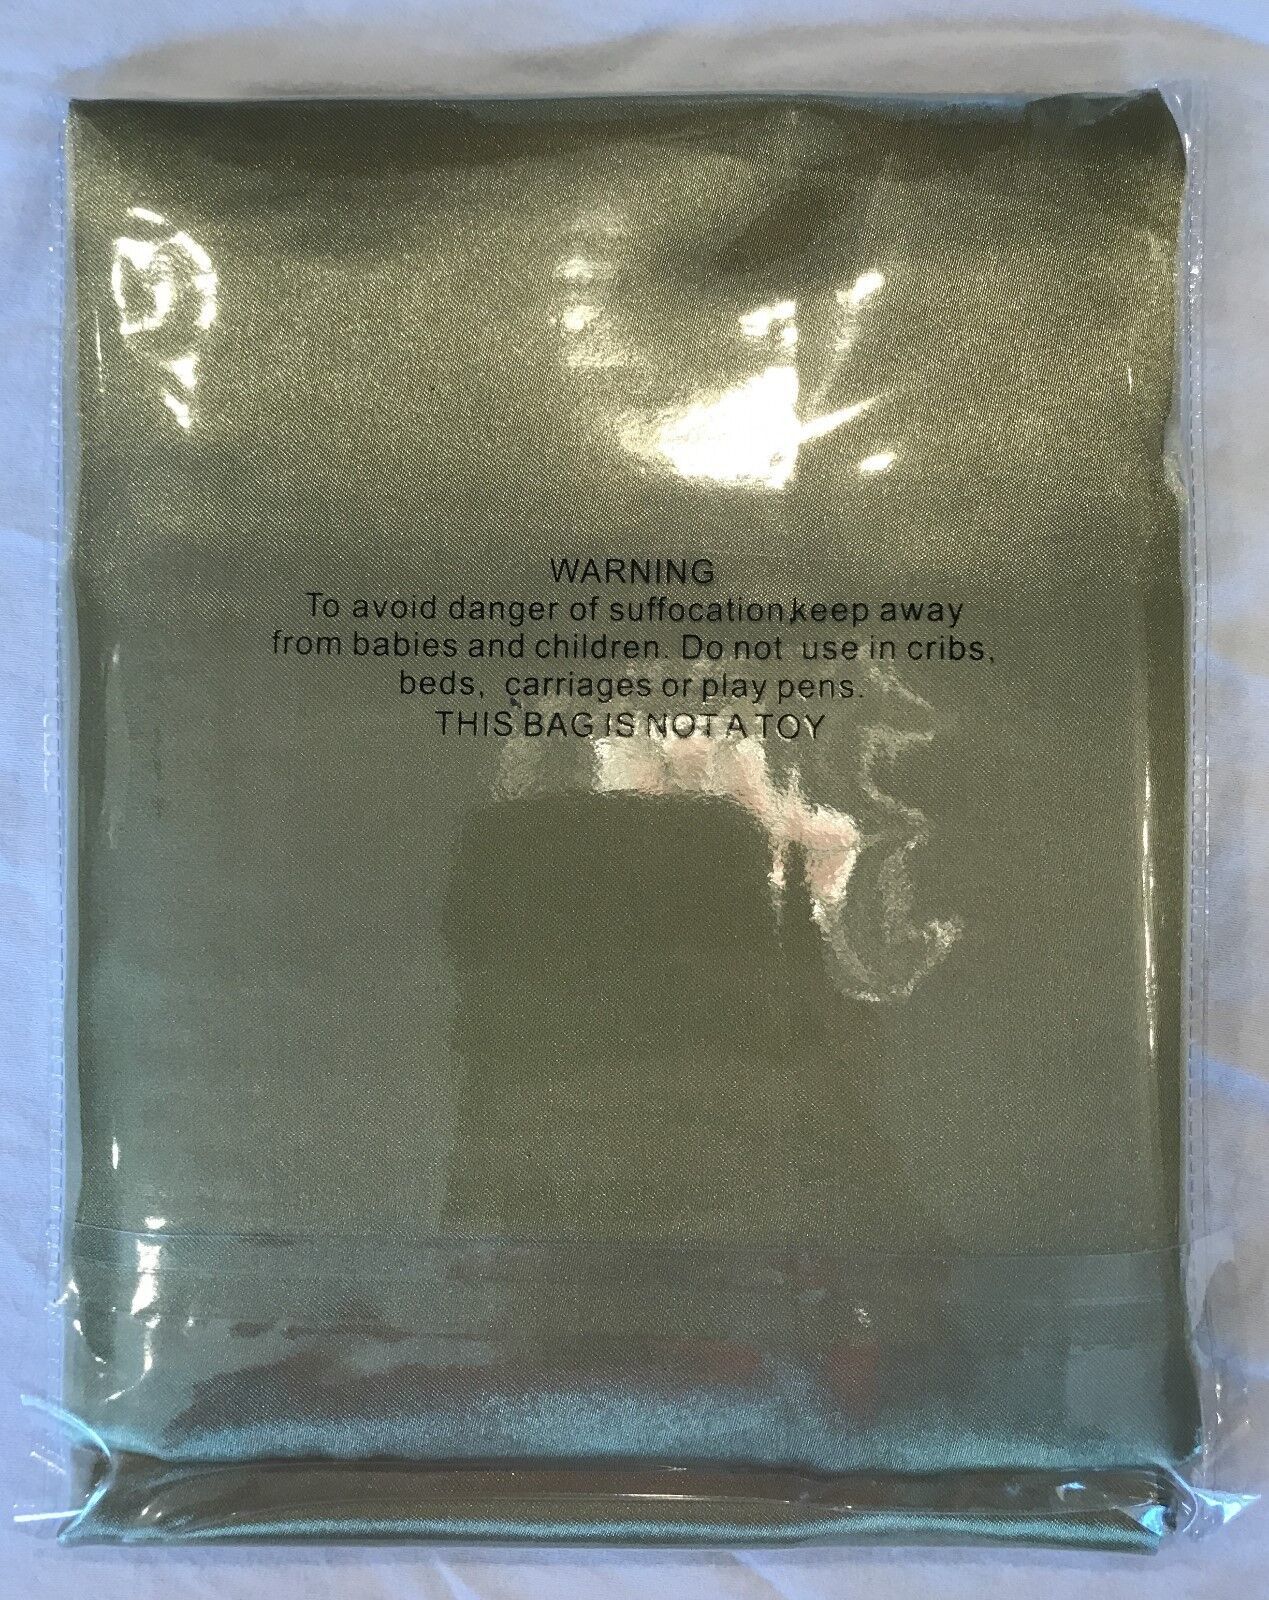 WARNING
To avoid danger of suffocation,keep away
from babies and children. Do not use in cribs,
beds, carriages or play pens.
THIS BAG IS NOT A TOY